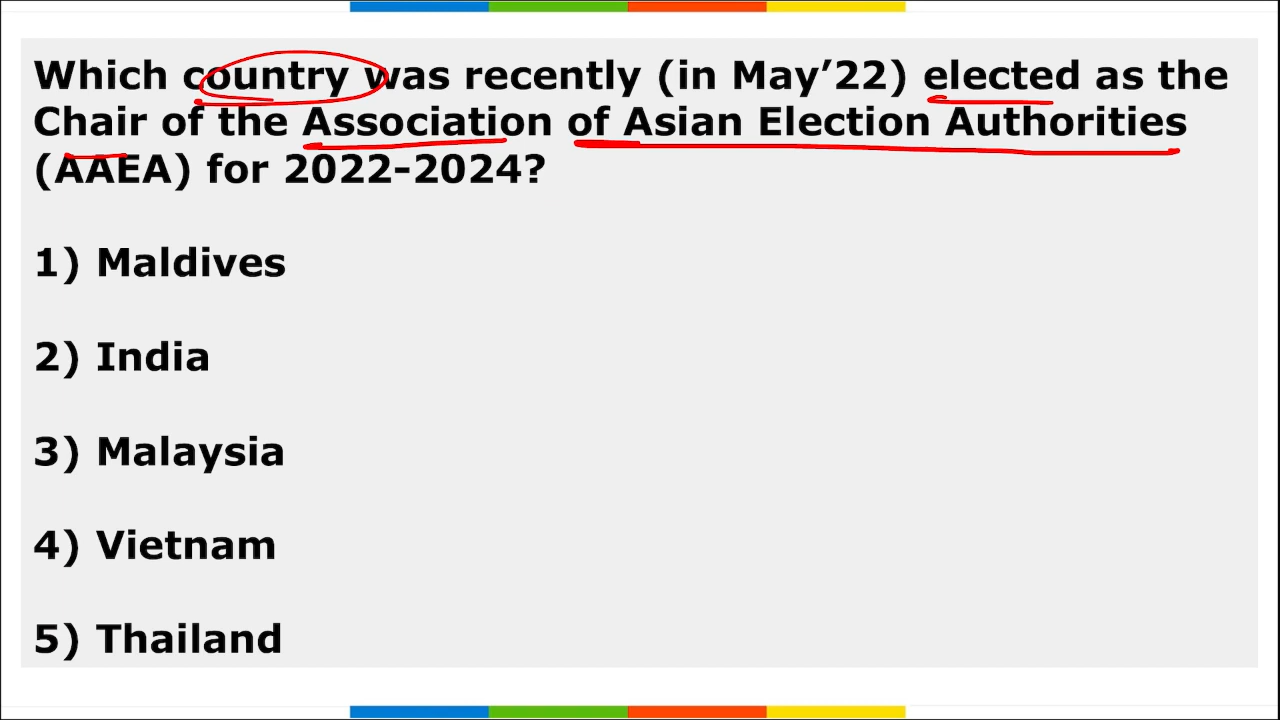 Which country was recently (in May’22) elected as the
Chair of the Association of Asian Election Authorities
(AAEA) for 2022-2024?
1) Maldives
2) India
3) Malaysia
4) Vietnam
5) Thailand